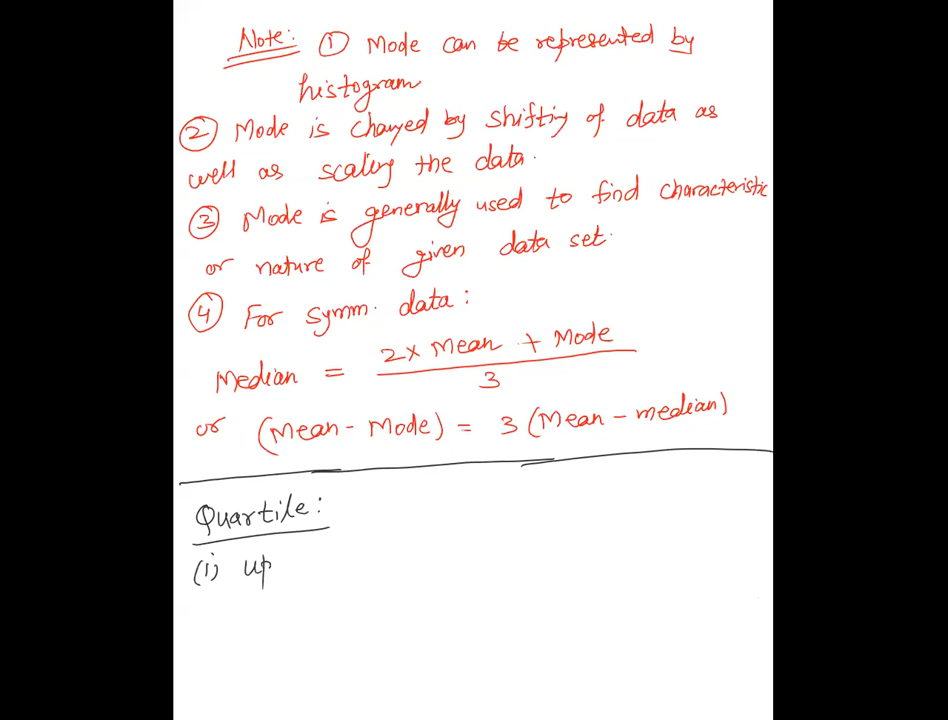 Note: ① Mode can be represented by
histogram
② Mode is changed by shifting of data as
well as scaling the data.
③ Mode is generally used to find characteristic
or nature of given data set.
④ For symm. data:
Median = (2 x Mean + Mode) / 3
or (Mean - Mode) = 3 (Mean - median)
Quartile:
(i) up